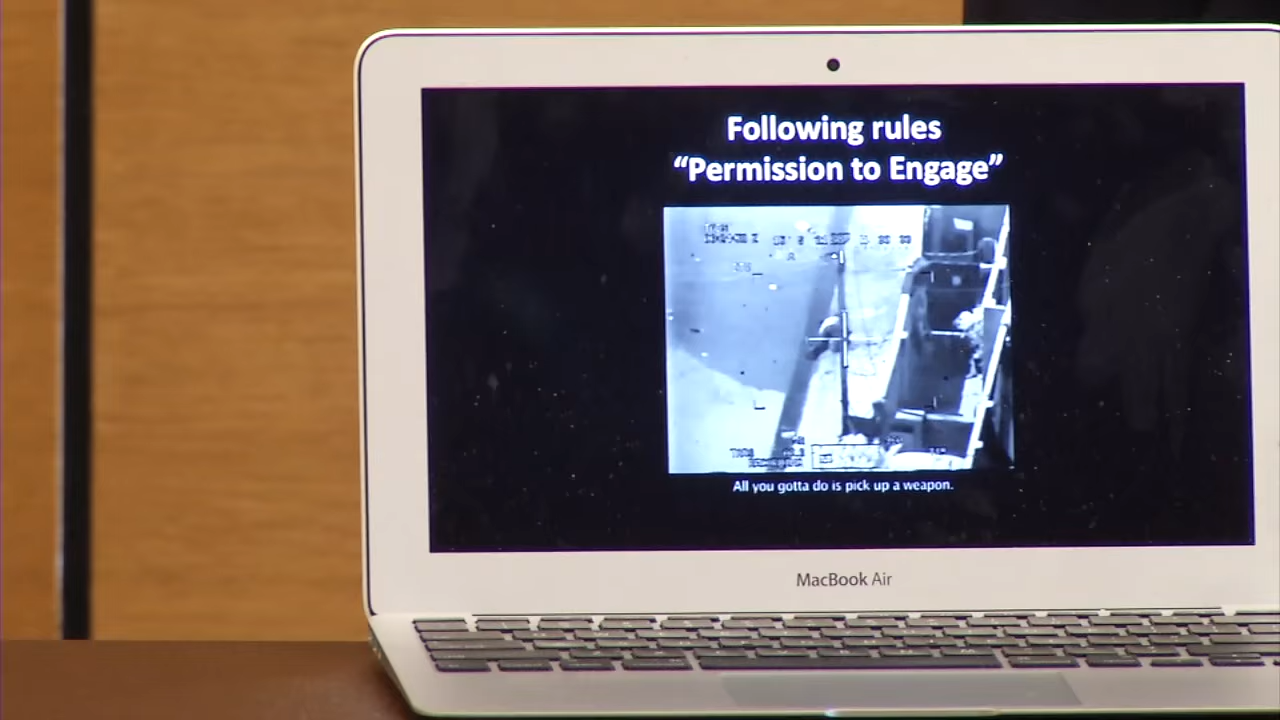 Following rules
“Permission to Engage”
All you gotta do is pick up a weapon.
MacBook Air